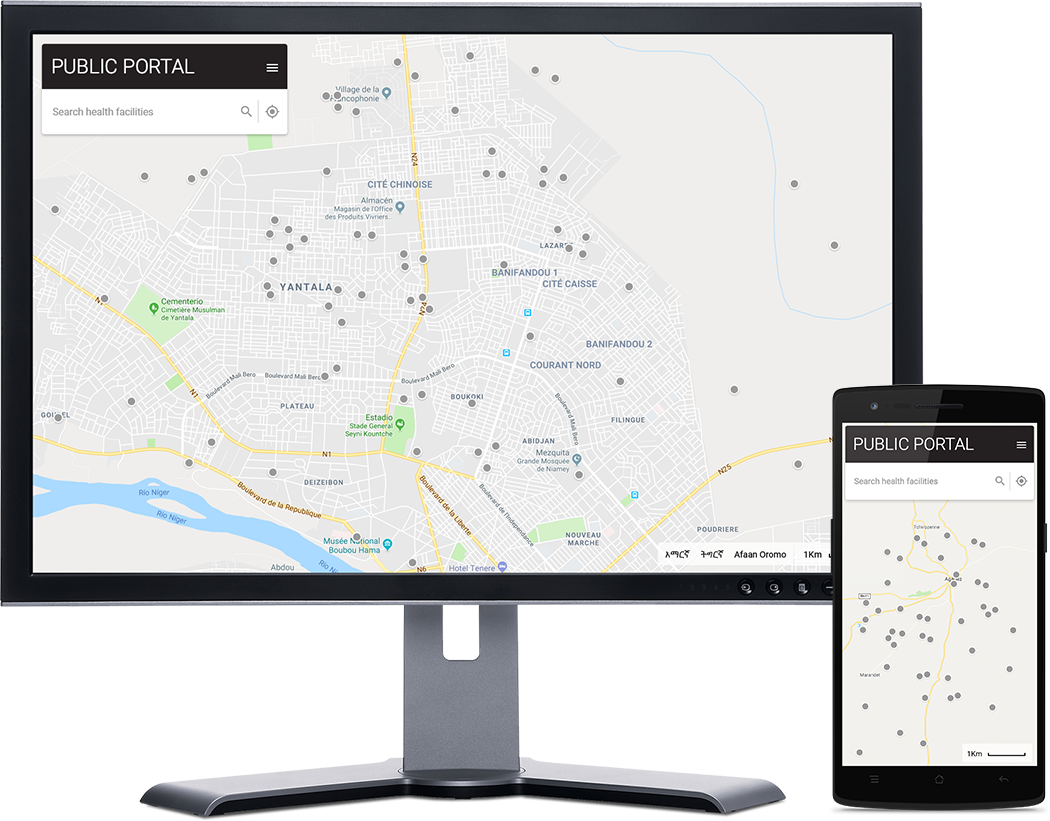 PUBLIC PORTAL
Search health facilities
Village de la
Francophonie
N24
CITÉ CHINOISE
Almacén
Magasin de l'Office
des Produits Vivriers...
LAZARET
BANIFANDOU 1
CITÉ CAISSE
YANTALA
Cementerio
Cimetière Musulman
de Yantala
N1
N24
BANIFANDOU 2
COURANT NORD
Boulevard Mali Bero
Boulevard Mali Bero
Boulevard Mali Bero
Boulevard Mali Bero
BOUKOKI
PLATEAU
N1
Estadio
Stade General
Seyni Kountche
FILINGUE
ABIDJAN
Mezquita
Grande Mosquée
de Niamey
N1
N25
DEIZEIBON
Rio Niger
Rio Niger
Boulevard de la Republique
Boulevard de la Liberte
Boulevard de l'Independance
NOUVEAU
MARCHE
POUDRIERE
Musée National
Boubou Hama
Abdou
N6
Hotel Tenere
አማርኛ ትግርኛ Afaan Oromo 1Km
PUBLIC PORTAL
Search health facilities
Marandet
1Km